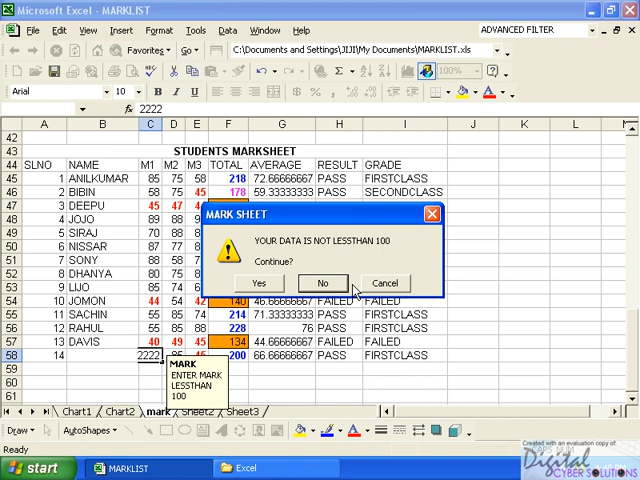 Microsoft Excel - MARKLIST
File Edit View Insert Format Tools Data Window Help ADVANCED FILTER
Favorites Go C:\Documents and Settings\JIJI\My Documents\MARKLIST.xls
100%
Arial 10 B I U
fx 2222
A B C D E F G H I K L
42
43 STUDENTS MARKSHEET
44 SLNO NAME M1 M2 M3 TOTAL AVERAGE RESULT GRADE
45 1 ANILKUMAR 85 75 58 218 72.66666667 PASS FIRSTCLASS
46 2 BIBIN 58 75 45 178 59.33333333 PASS SECONDCLASS
47 3 DEEPU 45 47
48 4 JOJO 89 88
49 5 SIRAJ 70 88
50 6 NISSAR 87 77
51 7 SONY 88 58
52 8 DHANYA 80 75
53 9 LIJO 85 74
54 10 JOMON 44 54 42 140 46.66666667 FAILED FAILED
55 11 SACHIN 55 85 74 214 71.33333333 PASS FIRSTCLASS
56 12 RAHUL 55 85 88 228 76 PASS FIRSTCLASS
57 13 DAVIS 40 49 45 134 44.66666667 FAILED FAILED
58 14 2222 45 200 66.66666667 PASS FIRSTCLASS
59
60
61
MARK SHEET
YOUR DATA IS NOT LESSTHAN 100
Continue?
Yes No Cancel
MARK
ENTER MARK
LESSTHAN
100
Chart1 Chart2 mark Sheet2 Sheet3
Draw AutoShapes
Ready
Created with an evaluation copy of
Digital
CYBER SOLUTIONS
start MARKLIST Excel